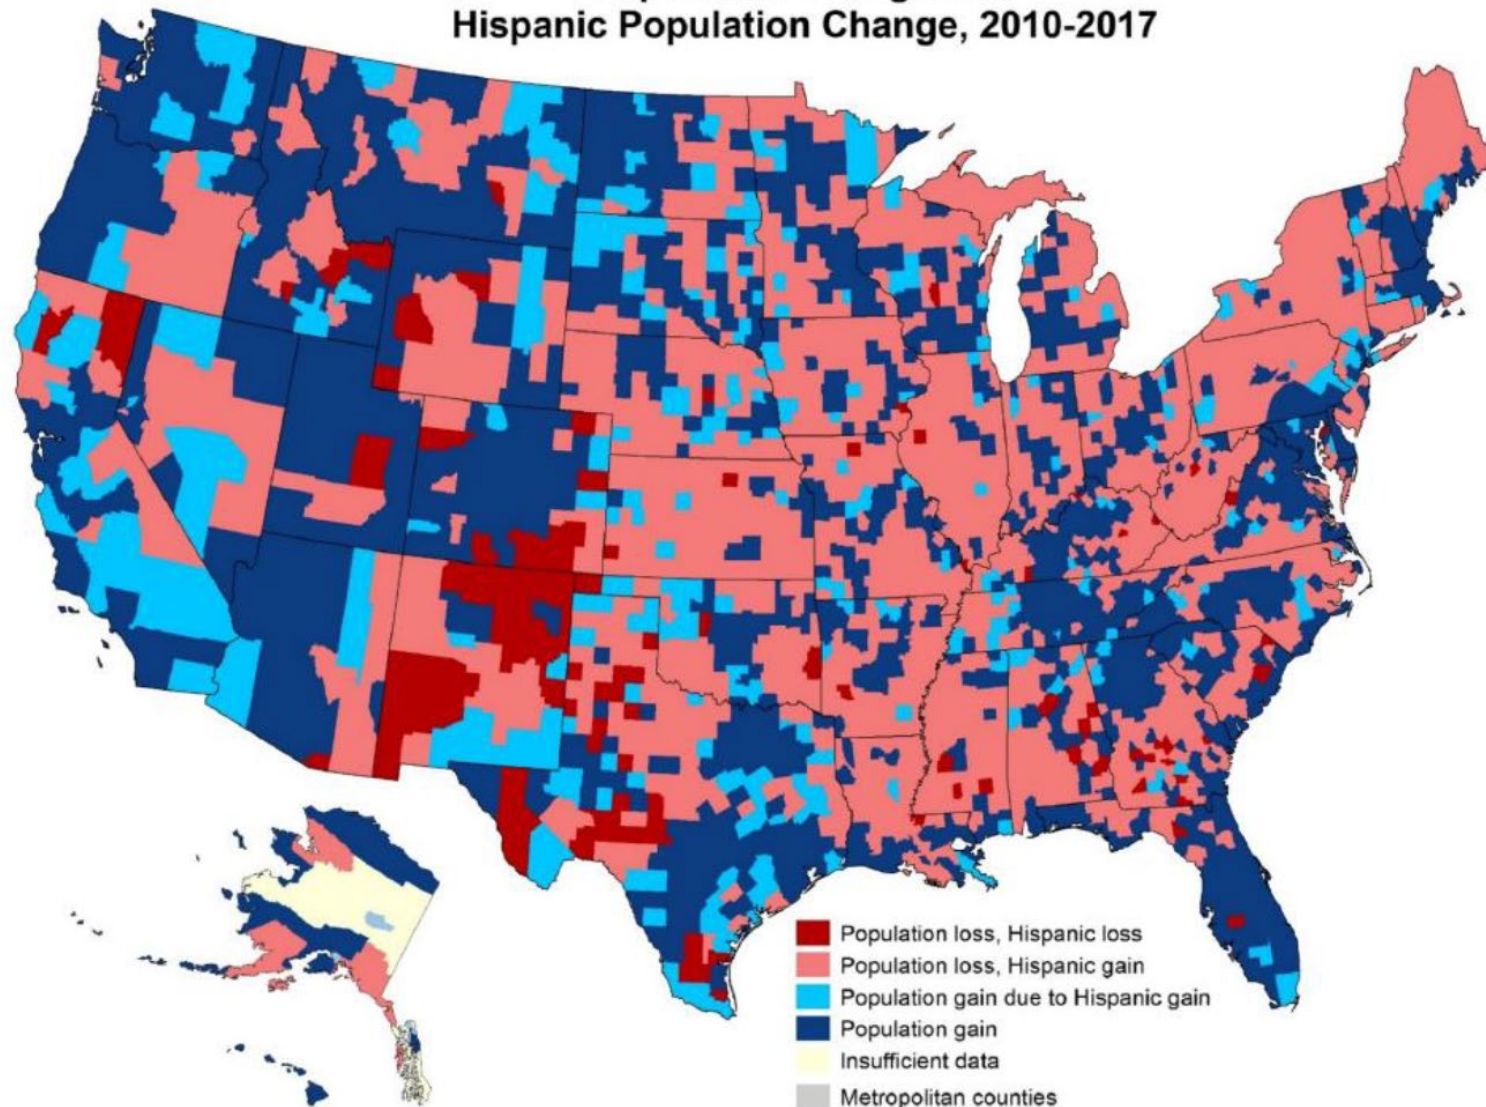 Hispanic Population Change, 2010-2017
Population loss, Hispanic loss
Population loss, Hispanic gain
Population gain due to Hispanic gain
Population gain
Insufficient data
Metropolitan counties